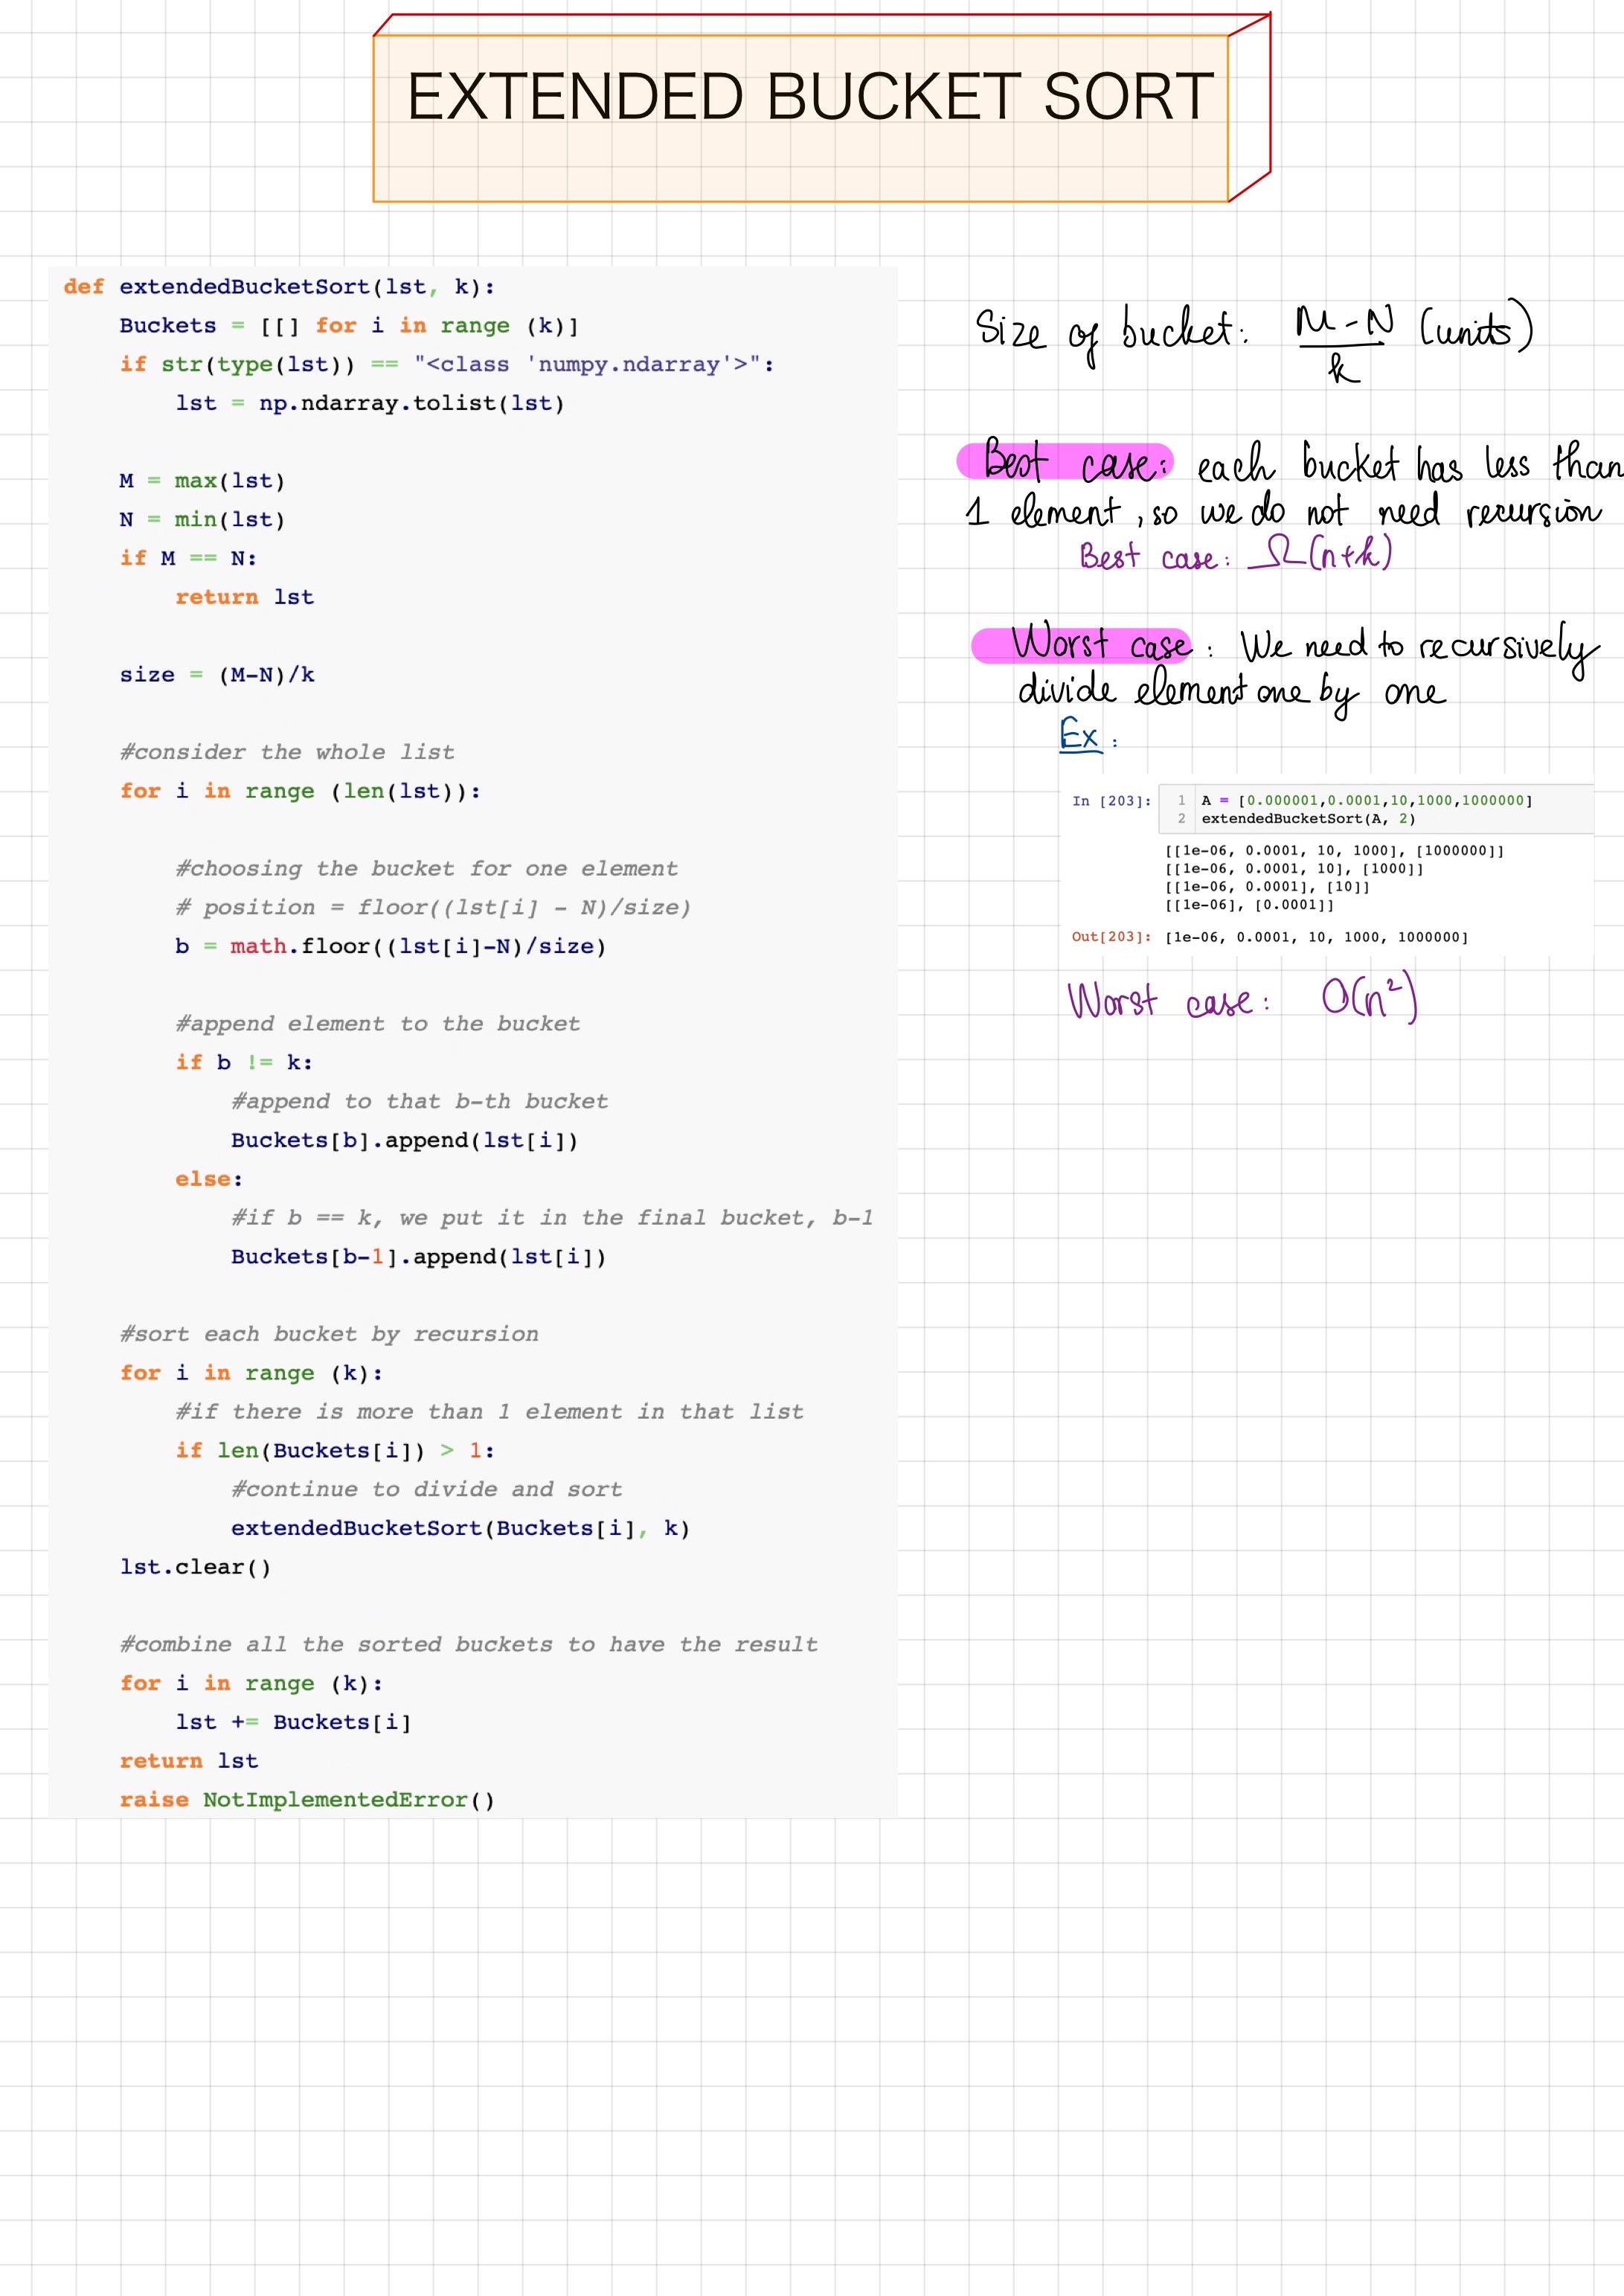 EXTENDED BUCKET SORT
def extendedBucketSort(lst, k):
    Buckets = [[] for i in range (k)]
    if str(type(lst)) == "<class 'numpy.ndarray'>":
        lst = np.ndarray.tolist(lst)
    M = max(lst)
    N = min(lst)
    if M == N:
        return lst
    size = (M-N)/k
    #consider the whole list
    for i in range (len(lst)):
        #choosing the bucket for one element
        # position = floor((lst[i] - N)/size)
        b = math.floor((lst[i]-N)/size)
        #append element to the bucket
        if b != k:
            #append to that b-th bucket
            Buckets[b].append(lst[i])
        else:
            #if b == k, we put it in the final bucket, b-1
            Buckets[b-1].append(lst[i])
    #sort each bucket by recursion
    for i in range (k):
        #if there is more than 1 element in that list
        if len(Buckets[i]) > 1:
            #continue to divide and sort
            extendedBucketSort(Buckets[i], k)
    lst.clear()
    #combine all the sorted buckets to have the result
    for i in range (k):
        lst += Buckets[i]
    return lst
    raise NotImplementedError()
Size of bucket: M-N/k (units)
Best case: each bucket has less than
1 element, so we do not need recursion
Best case: Ω(n+k)
Worst case: We need to recursively
divide element one by one
Ex:
In [203]: 1 A = [0.000001,0.0001,10,1000,1000000]
2 extendedBucketSort(A, 2)
[[1e-06, 0.0001, 10, 1000], [1000000]]
[[1e-06, 0.0001, 10], [1000]]
[[1e-06, 0.0001], [10]]
[[1e-06], [0.0001]]
Out[203]: [1e-06, 0.0001, 10, 1000, 1000000]
Worst case: O(n²)